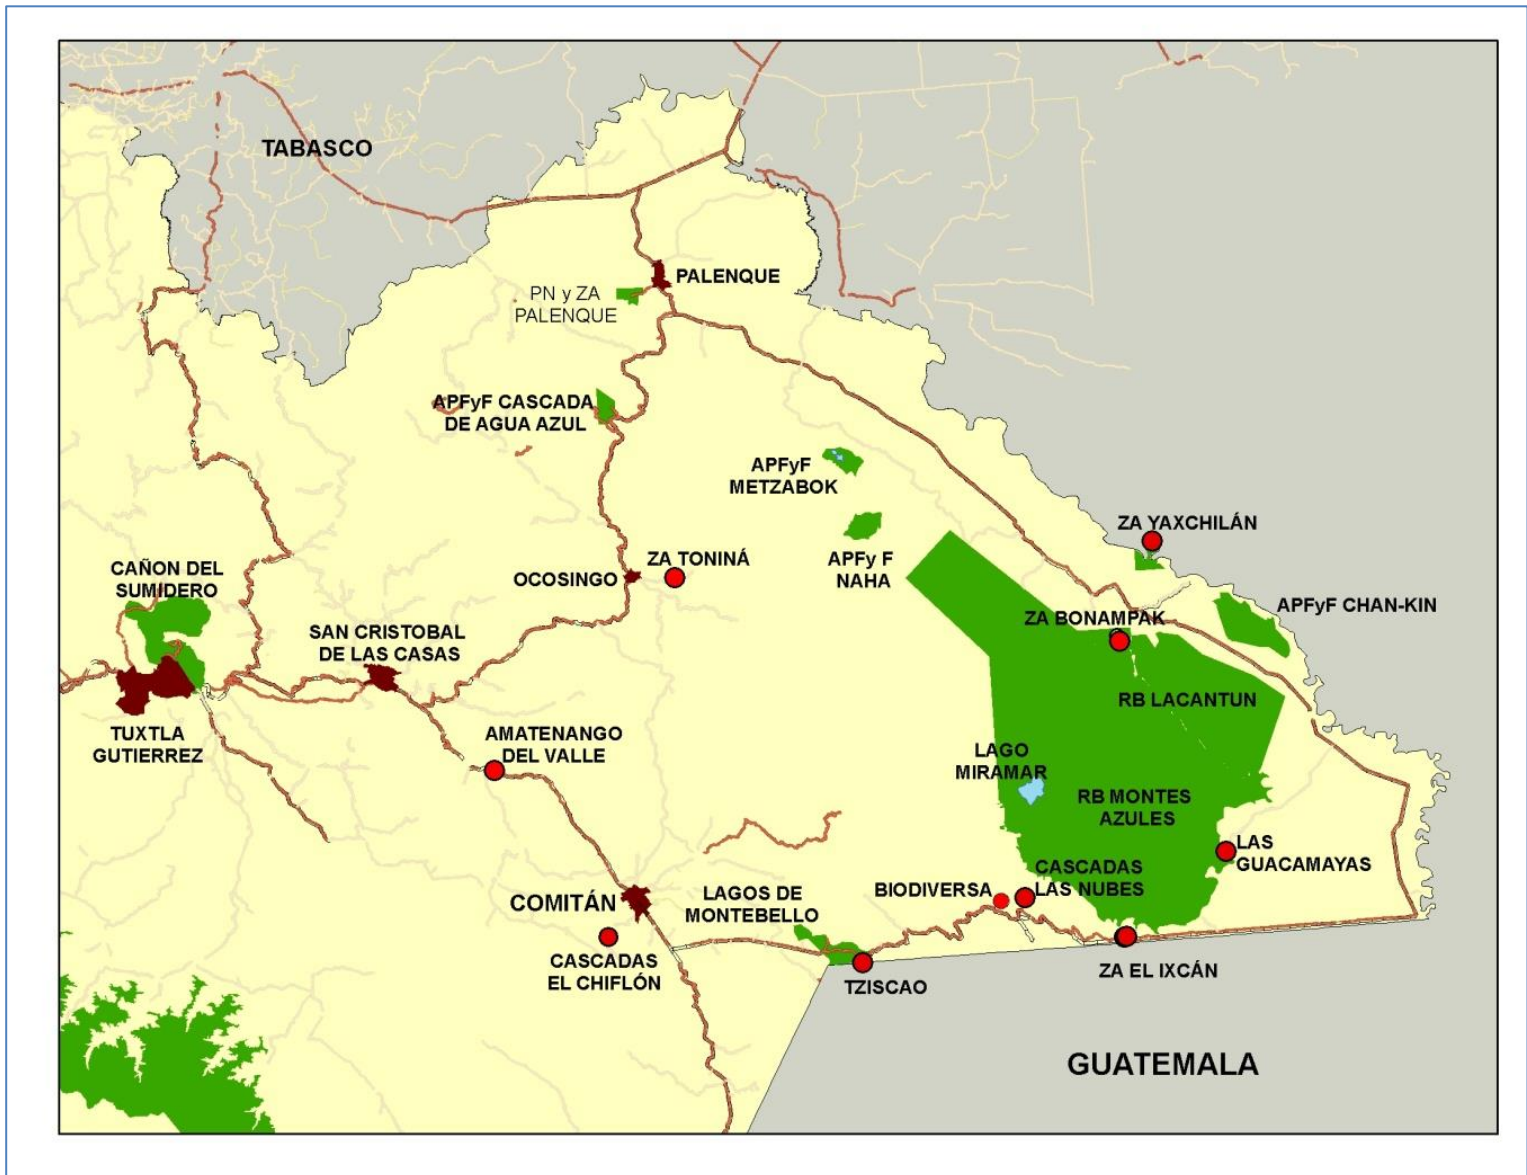 TABASCO
PALENQUE
PN y ZA
PALENQUE
APFyF CASCADA
DE AGUA AZUL
APFyF
METZABOK
ZA YAXCHILÁN
CAÑON DEL
SUMIDERO
OCOSINGO
ZA TONINÁ
APFy F
NAHA
APFyF CHAN-KIN
ZA BONAMPAK
SAN CRISTOBAL
DE LAS CASAS
RB LACANTUN
TUXTLA
GUTIERREZ
AMATENANGO
DEL VALLE
LAGO
MIRAMAR
RB MONTES
AZULES
LAS
GUACAMAYAS
CASCADAS
LAS NUBES
BIODIVERSA
COMITÁN
LAGOS DE
MONTEBELLO
CASCADAS
EL CHIFLÓN
TZISCAO
ZA EL IXCÁN
GUATEMALA